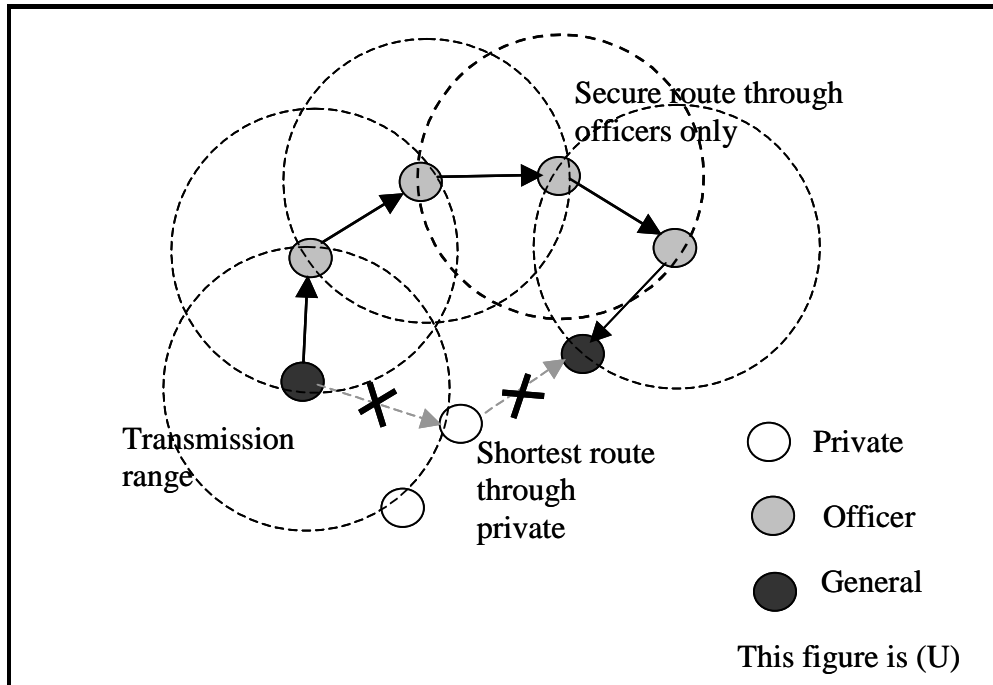 Secure route through
officers only
Transmission
range
Shortest route
through
private
Private
Officer
General
This figure is (U)